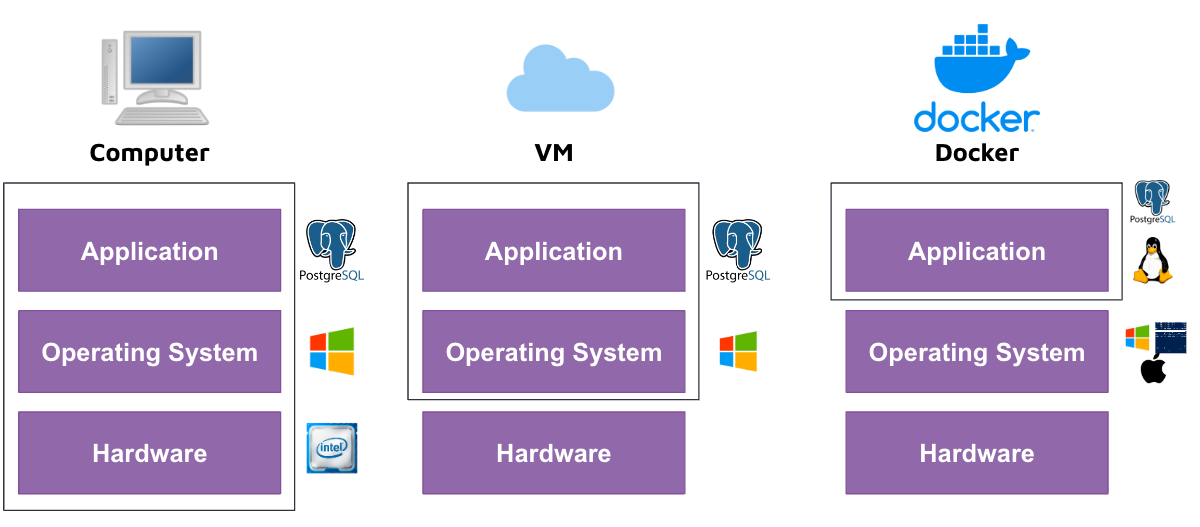 docker
Computer
VM
Docker
Application
PostgreSQL
Application
PostgreSQL
Application
PostgreSQL
Operating System
Operating System
Operating System
Hardware
intel
Hardware
Hardware